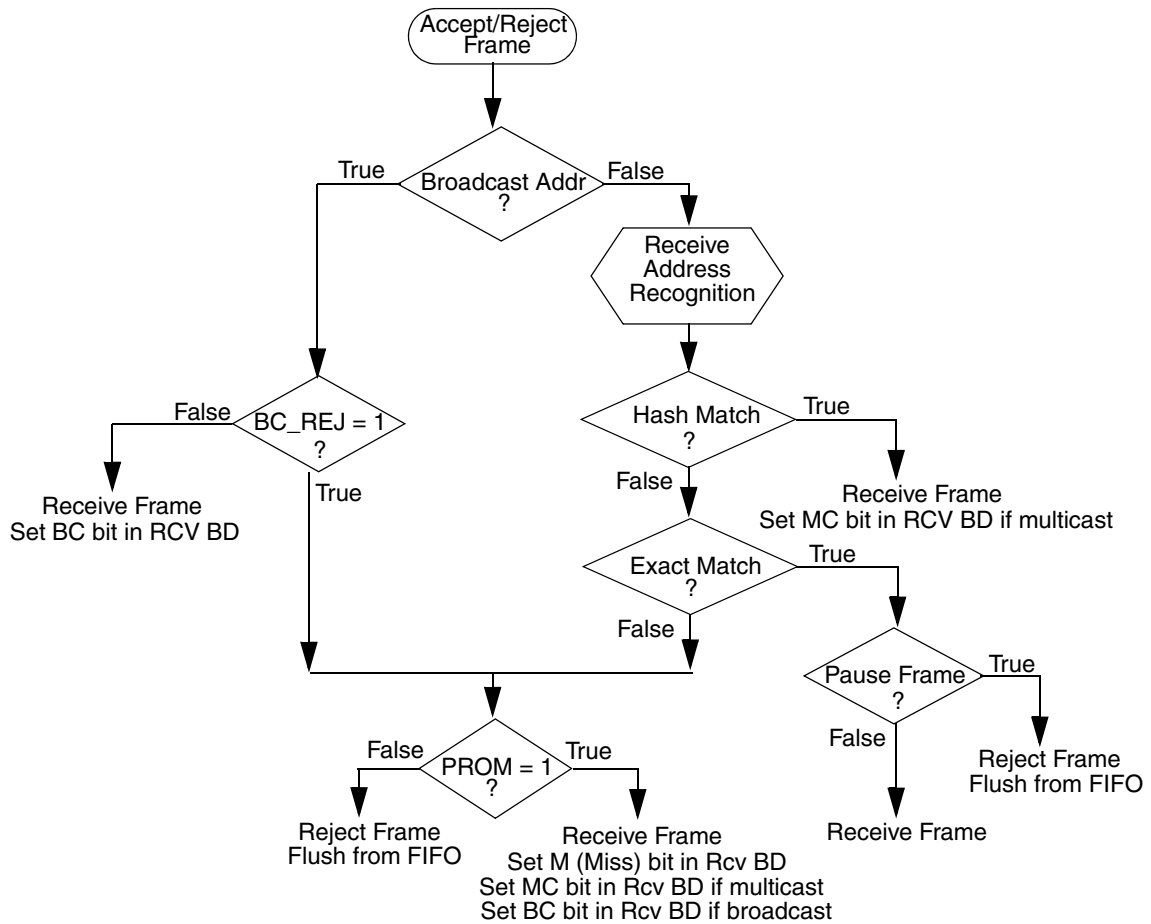 Accept/Reject
Frame
True
Broadcast Addr
?
False
Receive
Address
Recognition
False
BC_REJ = 1
?
True
Hash Match
?
True
False
Receive Frame
Set BC bit in RCV BD
Receive Frame
Set MC bit in RCV BD if multicast
Exact Match
?
True
False
Pause Frame
?
True
False
False
PROM = 1
?
True
Reject Frame
Flush from FIFO
Receive Frame
Reject Frame
Flush from FIFO
Receive Frame
Set M (Miss) bit in Rcv BD
Set MC bit in Rcv BD if multicast
Set BC bit in Rcv BD if broadcast